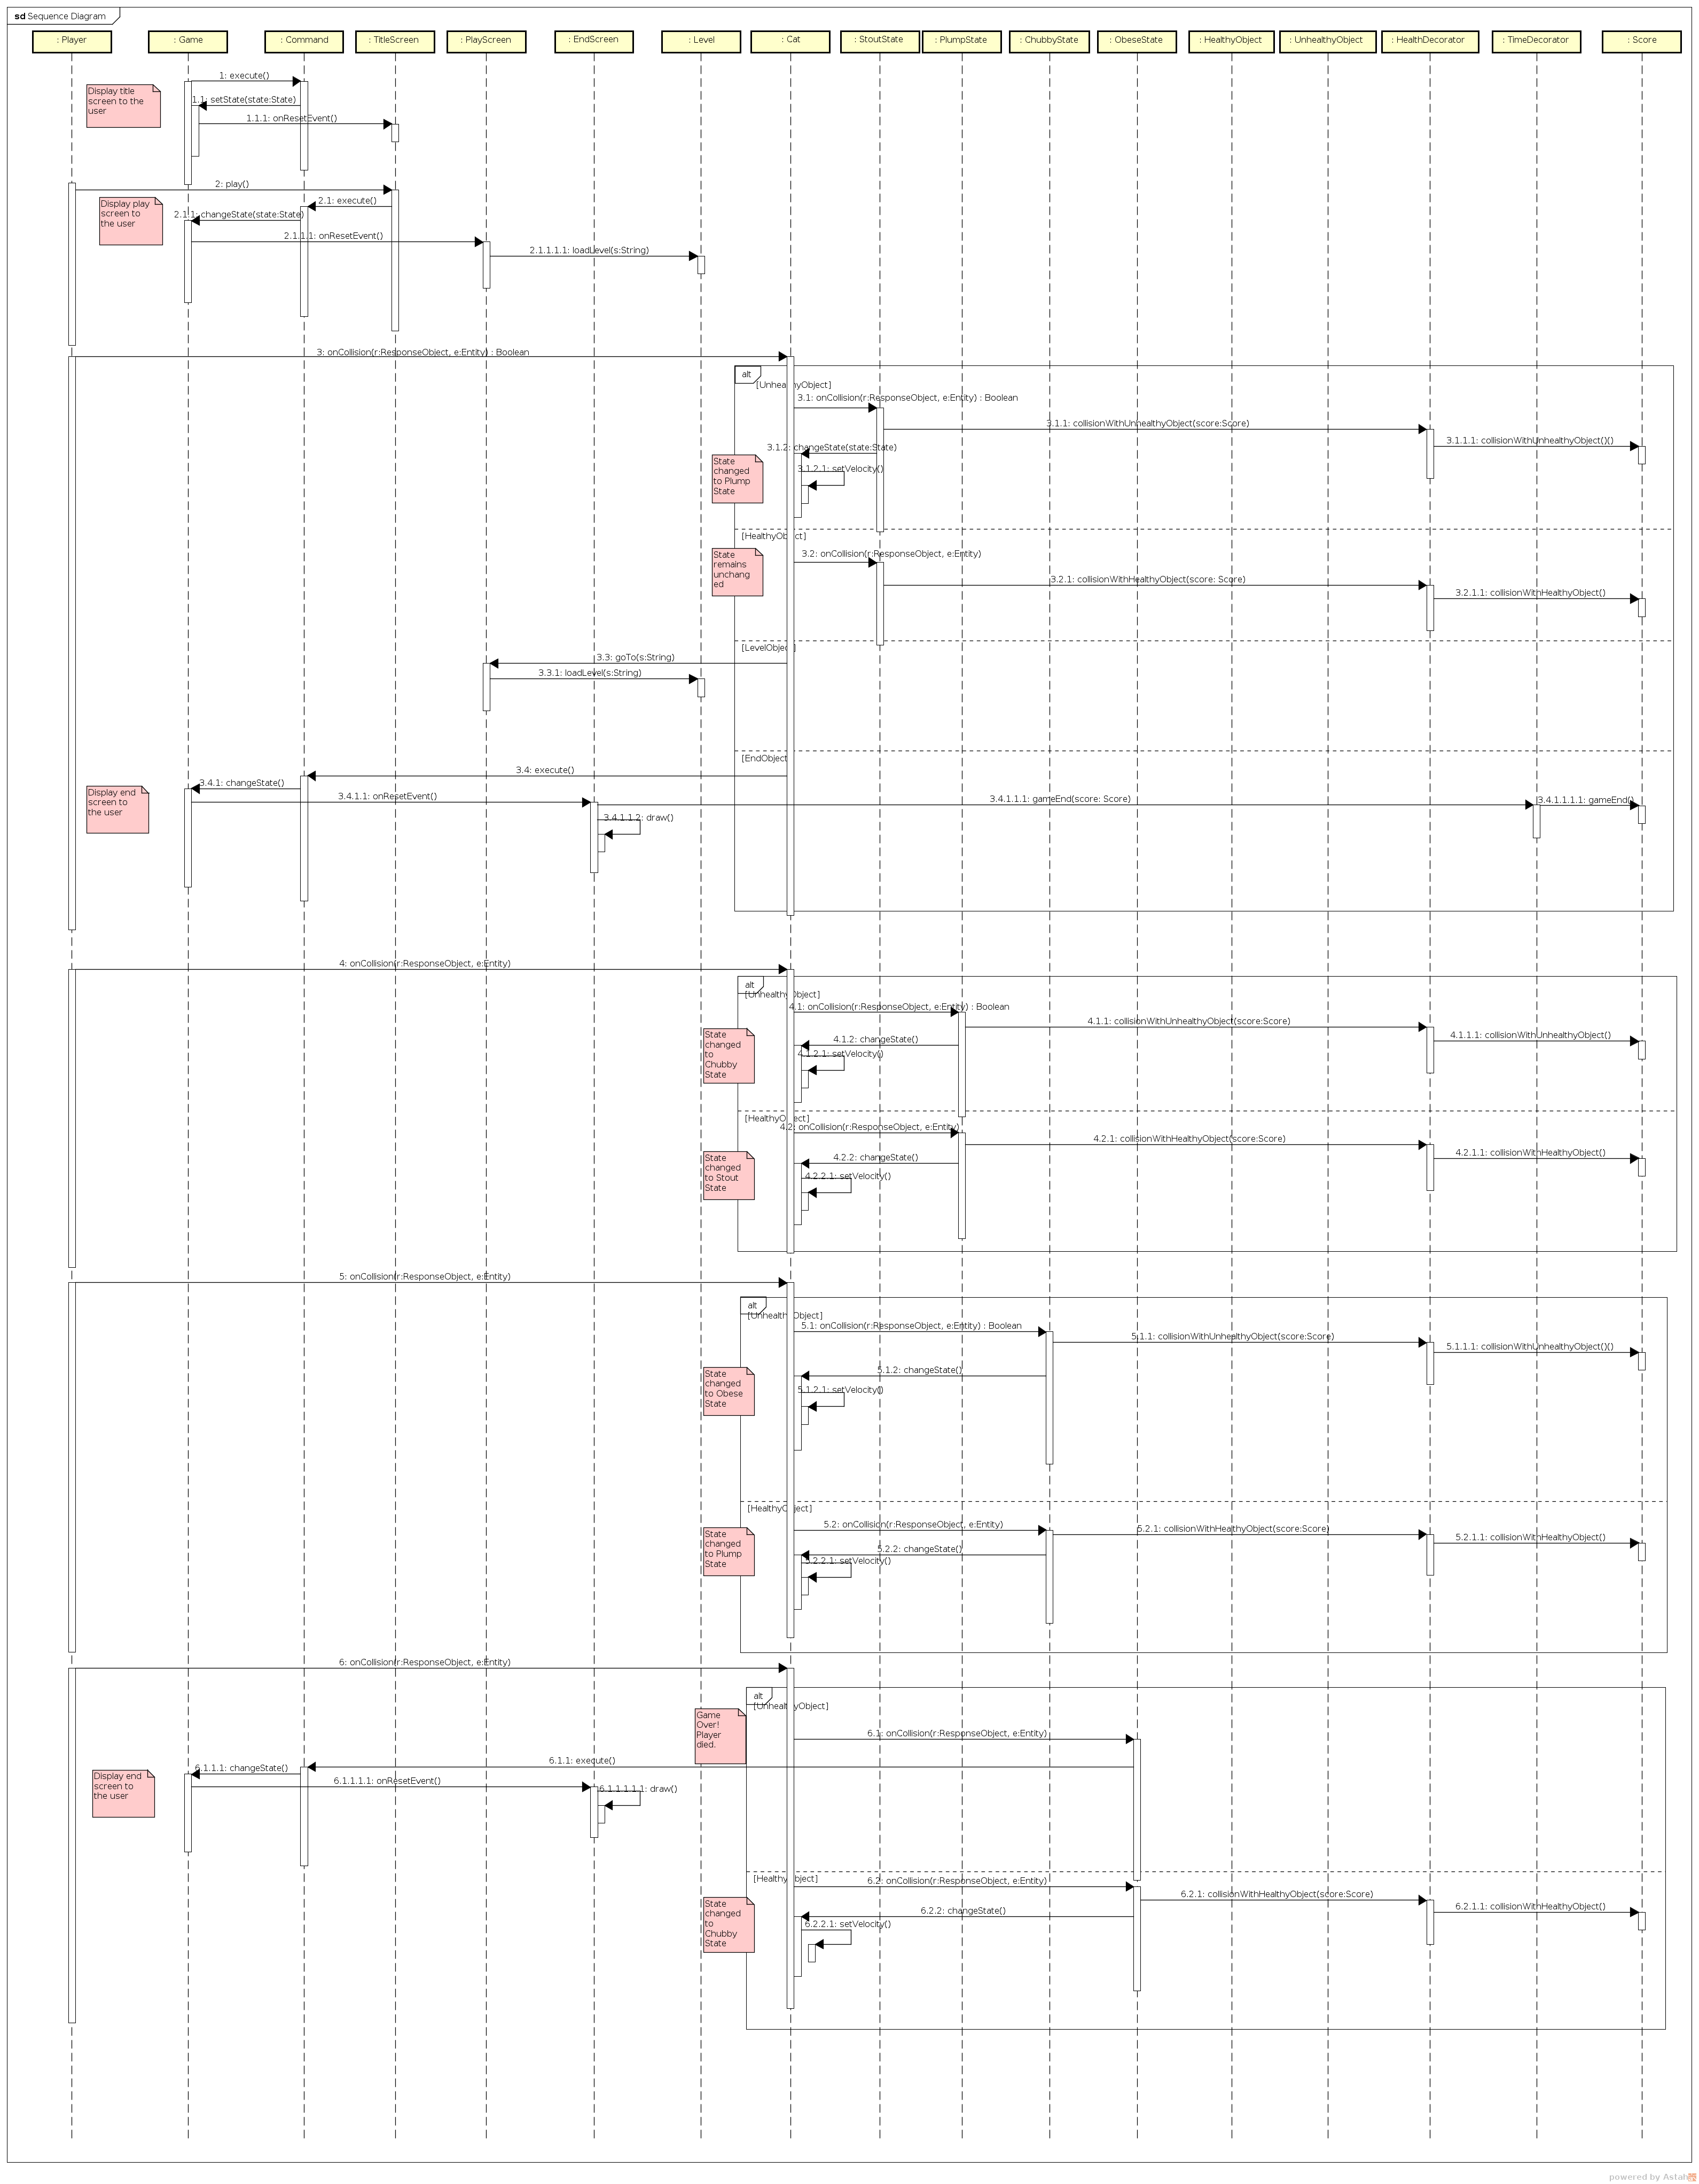 sd Sequence Diagram
: Player
: Game
: Command
: TitleScreen
: PlayScreen
: EndScreen
: Level
: Cat
: StoutState
: PlumpState
: ChubbyState
: ObeseState
: HealthyObject
: UnhealthyObject
: HealthDecorator
: TimeDecorator
: Score
1: execute()
Display title
screen to the
user
1.1: setState(state:State)
1.1.1: onResetEvent()
2: play()
Display play
screen to
the user
2.1: execute()
2.1.1: changeState(state:State)
2.1.1.1: onResetEvent()
2.1.1.1.1: loadLevel(s:String)
3: onCollision(r:ResponseObject, e:Entity) : Boolean
alt
[UnhealthyObject]
3.1: onCollision(r:ResponseObject, e:Entity) : Boolean
3.1.1: collisionWithUnhealthyObject(score:Score)
3.1.1.1: collisionWithUnhealthyObject()()
3.1.2: changeState(state:State)
State
changed
to Plump
State
3.1.2.1: setVelocity()
[HealthyObject]
State
remains
unchang
ed
3.2: onCollision(r:ResponseObject, e:Entity)
3.2.1: collisionWithHealthyObject(score: Score)
3.2.1.1: collisionWithHealthyObject()
[LevelObject]
3.3: goTo(s:String)
3.3.1: loadLevel(s:String)
[EndObject
3.4: execute()
3.4.1: changeState()
Display end
screen to
the user
3.4.1.1: onResetEvent()
3.4.1.1.1: gameEnd(score: Score)
3.4.1.1.1.1: gameEnd()
3.4.1.1.2: draw()
4: onCollision(r:ResponseObject, e:Entity)
alt
[UnhealthyObject]
4.1: onCollision(r:ResponseObject, e:Entity) : Boolean
4.1.1: collisionWithUnhealthyObject(score:Score)
4.1.1.1: collisionWithUnhealthyObject()
State
changed
to
Chubby
State
4.1.2: changeState()
4.1.2.1: setVelocity()
[HealthyObject]
4.2: onCollision(r:ResponseObject, e:Entity)
4.2.1: collisionWithHealthyObject(score:Score)
4.2.1.1: collisionWithHealthyObject()
State
changed
to Stout
State
4.2.2: changeState()
4.2.2.1: setVelocity()
5: onCollision(r:ResponseObject, e:Entity)
alt
[UnhealthyObject]
5.1: onCollision(r:ResponseObject, e:Entity) : Boolean
5.1.1: collisionWithUnhealthyObject(score:Score)
5.1.1.1: collisionWithUnhealthyObject()()
State
changed
to Obese
State
5.1.2: changeState()
5.1.2.1: setVelocity()
[HealthyObject]
5.2: onCollision(r:ResponseObject, e:Entity)
5.2.1: collisionWithHealthyObject(score:Score)
5.2.1.1: collisionWithHealthyObject()
State
changed
to Plump
State
5.2.2: changeState()
5.2.2.1: setVelocity()
6: onCollision(r:ResponseObject, e:Entity)
alt
[UnhealthyObject]
Game
Over!
Player
died.
6.1: onCollision(r:ResponseObject, e:Entity)
6.1.1: execute()
6.1.1.1: changeState()
Display end
screen to
the user
6.1.1.1.1: onResetEvent()
6.1.1.1.1.1: draw()
[HealthyObject]
6.2: onCollision(r:ResponseObject, e:Entity)
6.2.1: collisionWithHealthyObject(score:Score)
6.2.1.1: collisionWithHealthyObject()
State
changed
to
Chubby
State
6.2.2: changeState()
6.2.2.1: setVelocity()
powered by Astah